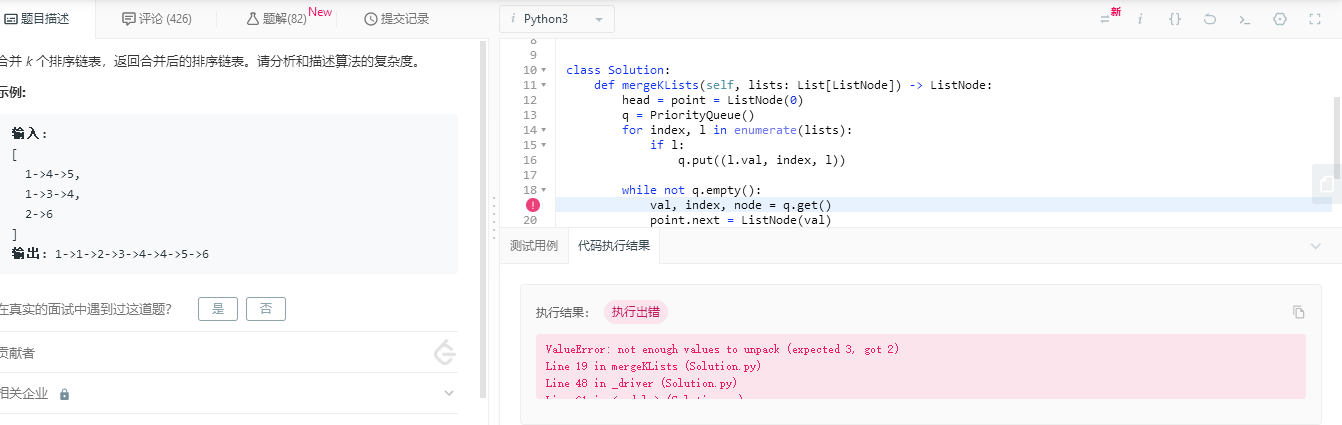 题目描述
评论 (426)
题解(82) New
提交记录
合并 k 个排序链表，返回合并后的排序链表。请分析和描述算法的复杂度。
示例:
输入:
[
1->4->5,
1->3->4,
2->6
]
输出: 1->1->2->3->4->4->5->6
在真实的面试中遇到过这道题？ 是 否
贡献者
相关企业
i Python3
新
8
9
10 class Solution:
11 def mergeKLists(self, lists: List[ListNode]) -> ListNode:
12 head = point = ListNode(0)
13 q = PriorityQueue()
14 for index, l in enumerate(lists):
15 if l:
16 q.put((l.val, index, l))
17
18 while not q.empty():
val, index, node = q.get()
20 point.next = ListNode(val)
测试用例 代码执行结果
执行结果: 执行出错
ValueError: not enough values to unpack (expected 3, got 2)
Line 19 in mergeKLists (Solution.py)
Line 48 in _driver (Solution.py)